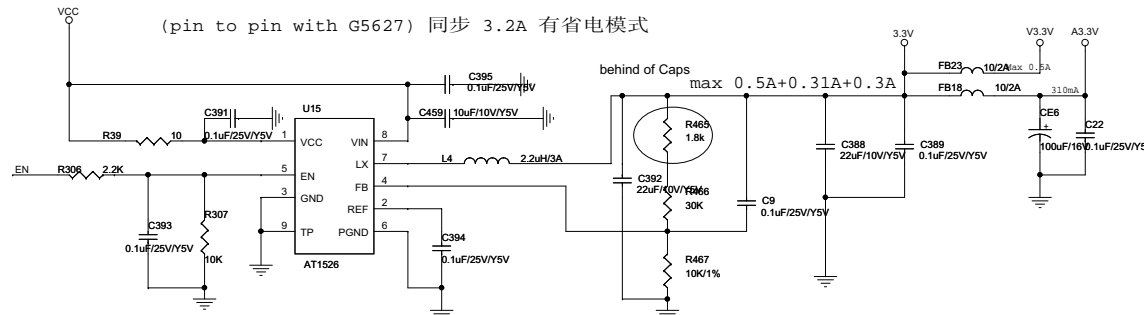 VCC
(pin to pin with G5627) 同步 3.2A 有省电模式
3.3V
V3.3V
A3.3V
FB23
10/2A
Max 0.5A
C395
0.1uF/25V/Y5V
behind of Caps
max 0.5A+0.31A+0.3A
FB18
10/2A
310mA
C391
0.1uF/25V/Y5V
U15
C459
10uF/10V/Y5V
R39
10
1
VCC
VIN
8
R465
1.8k
CE6
100uF/16V
C22
0.1uF/25V/Y5V
LX
7
L4
2.2uH/3A
C388
22uF/10V/Y5V
C389
0.1uF/25V/Y5V
EN
R306
2.2K
5
EN
FB
4
C392
22uF/10V/Y5V
R466
30K
3
GND
REF
2
C9
0.1uF/25V/Y5V
R307
10K
C393
0.1uF/25V/Y5V
9
TP
PGND
6
C394
0.1uF/25V/Y5V
AT1526
R467
10K/1%